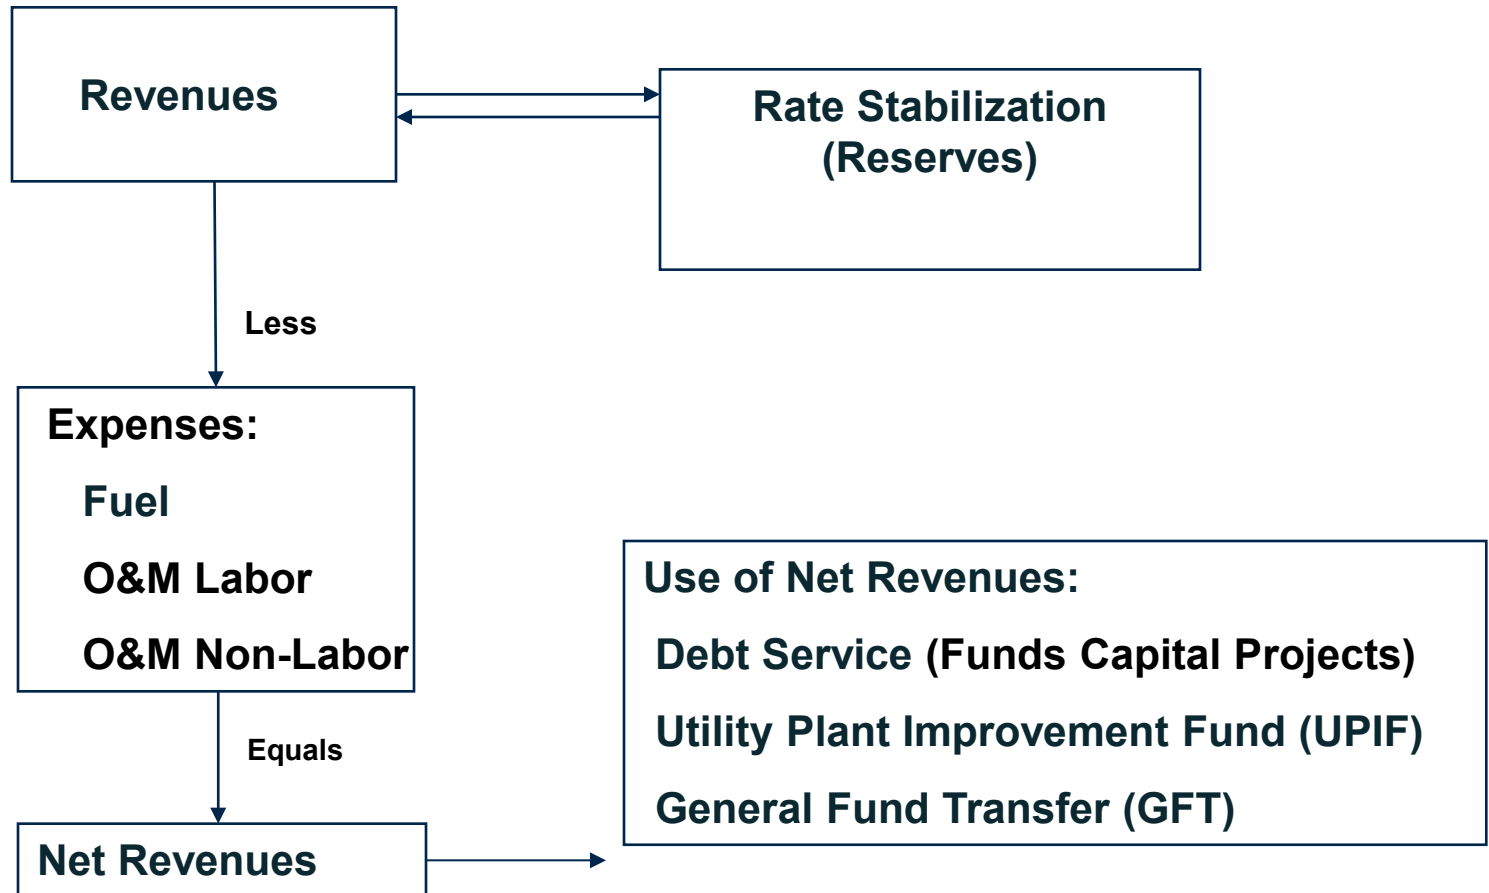 Revenues
Rate Stabilization
(Reserves)
Less
Expenses:
Fuel
O&M Labor
O&M Non-Labor
Equals
Net Revenues
Use of Net Revenues:
Debt Service (Funds Capital Projects)
Utility Plant Improvement Fund (UPIF)
General Fund Transfer (GFT)